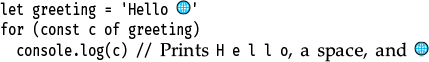 let greeting = 'Hello 🌐'
for (const c of greeting)
  console.log(c) // Prints H e l l o, a space, and 🌐